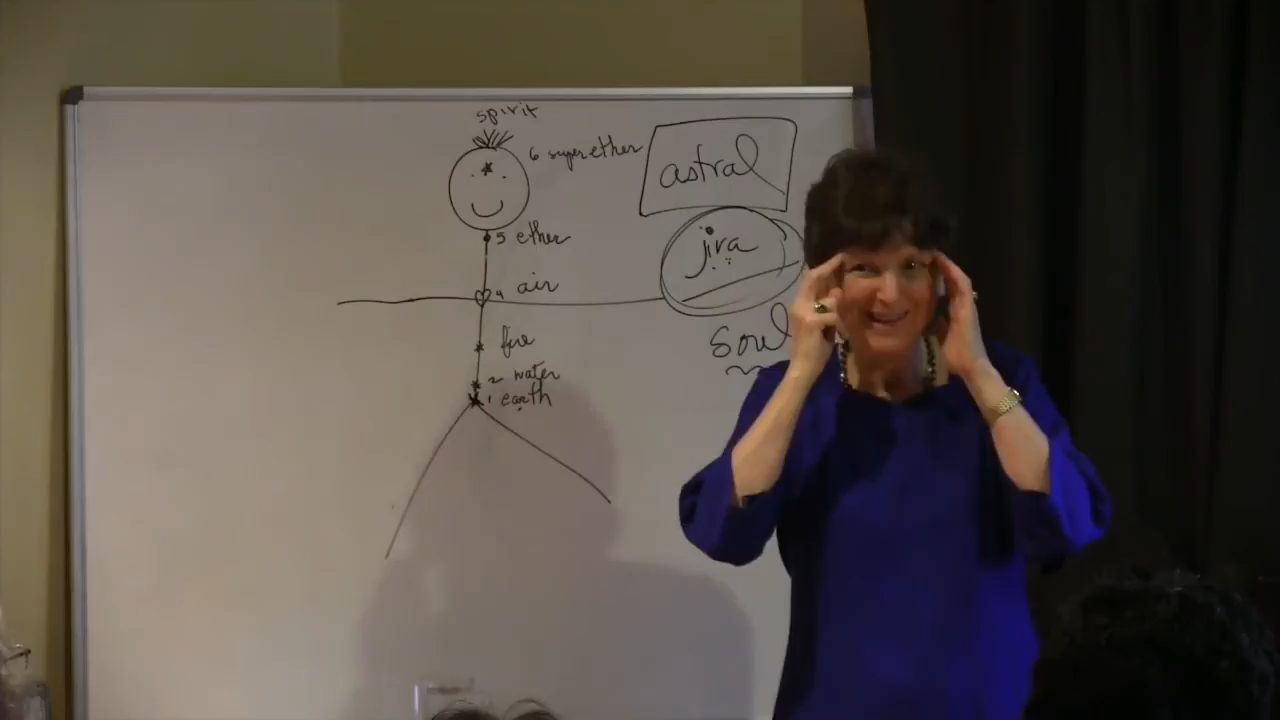 spirit
6 superether
astral
5 ether
jiva
4 air
fire
soul
2 water
1 earth